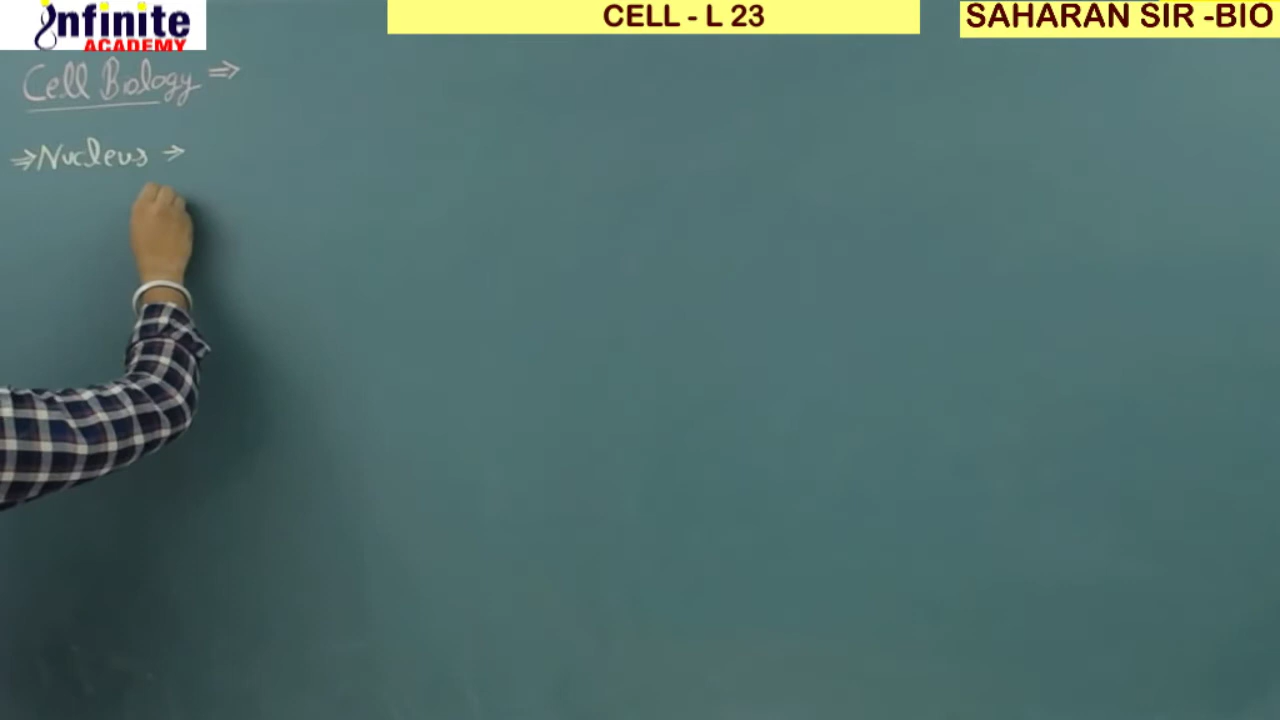 infinite
ACADEMY
CELL - L 23
SAHARAN SIR -BIO
Cell Biology ⇒
⇒ Nucleus →